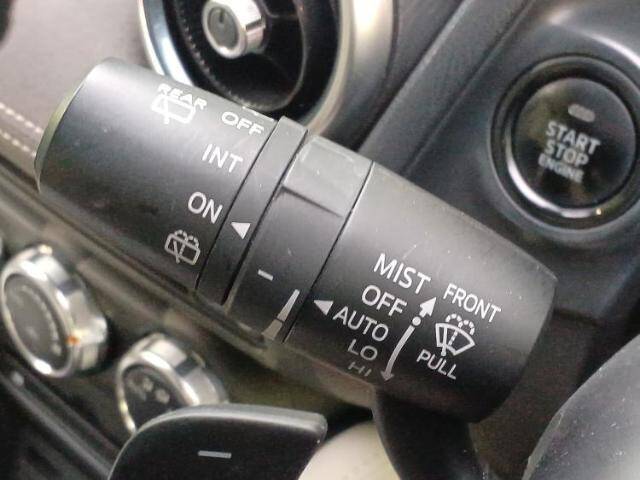 REAR
OFF
INT
ON
MIST
OFF
AUTO
LO
HI
FRONT
PULL
START
STOP
ENGINE